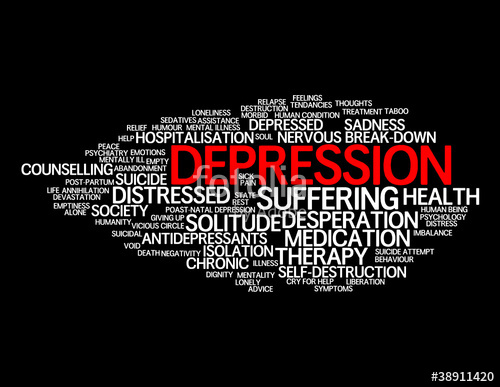 FEELINGS
RELAPSE TENDANCIES THOUGHTS
DESTRUCTION
LONELINESS MORBID HUMAN CONDITION TREATMENT TABOO
SEDATIVES ASSISTANCE DEPRESSED SADNESS
RELIEF HUMOUR MENTAL ILLNESS
HELP HOSPITALISATION SOUL NERVOUS BREAK-DOWN
PEACE
PSYCHIATRY EMOTIONS DEPRESSION
MENTALLY ILL EMPTY
COUNSELLING ABANDONMENT
POST-PARTUM SUICIDE SICK
PAIN
LIFE ANNIHILATION DISTRESSED STATE SUFFERING HEALTH
DEVASTATION REST
EMPTINESS SOCIETY POAST-NATAL DEPRESSION HUMAN BEING
ALONE GIVING UP SOLITUDE DESPERATION PSYCHOLOGY
HUMANITY VICIOUS CIRCLE DISTRESS
SUICIDAL ANTIDEPRESSANTS MEDICATION IMBALANCE
VOID ISOLATION THERAPY SUICIDE ATTEMPT
DEATH NEGATIVITY BEHAVIOUR
CHRONIC ILLNESS SELF-DESTRUCTION
DIGNITY MENTALITY CRY FOR HELP LIBERATION
LONELY SYMPTOMS
ADVICE
fotolia
by Adobe
#38911420